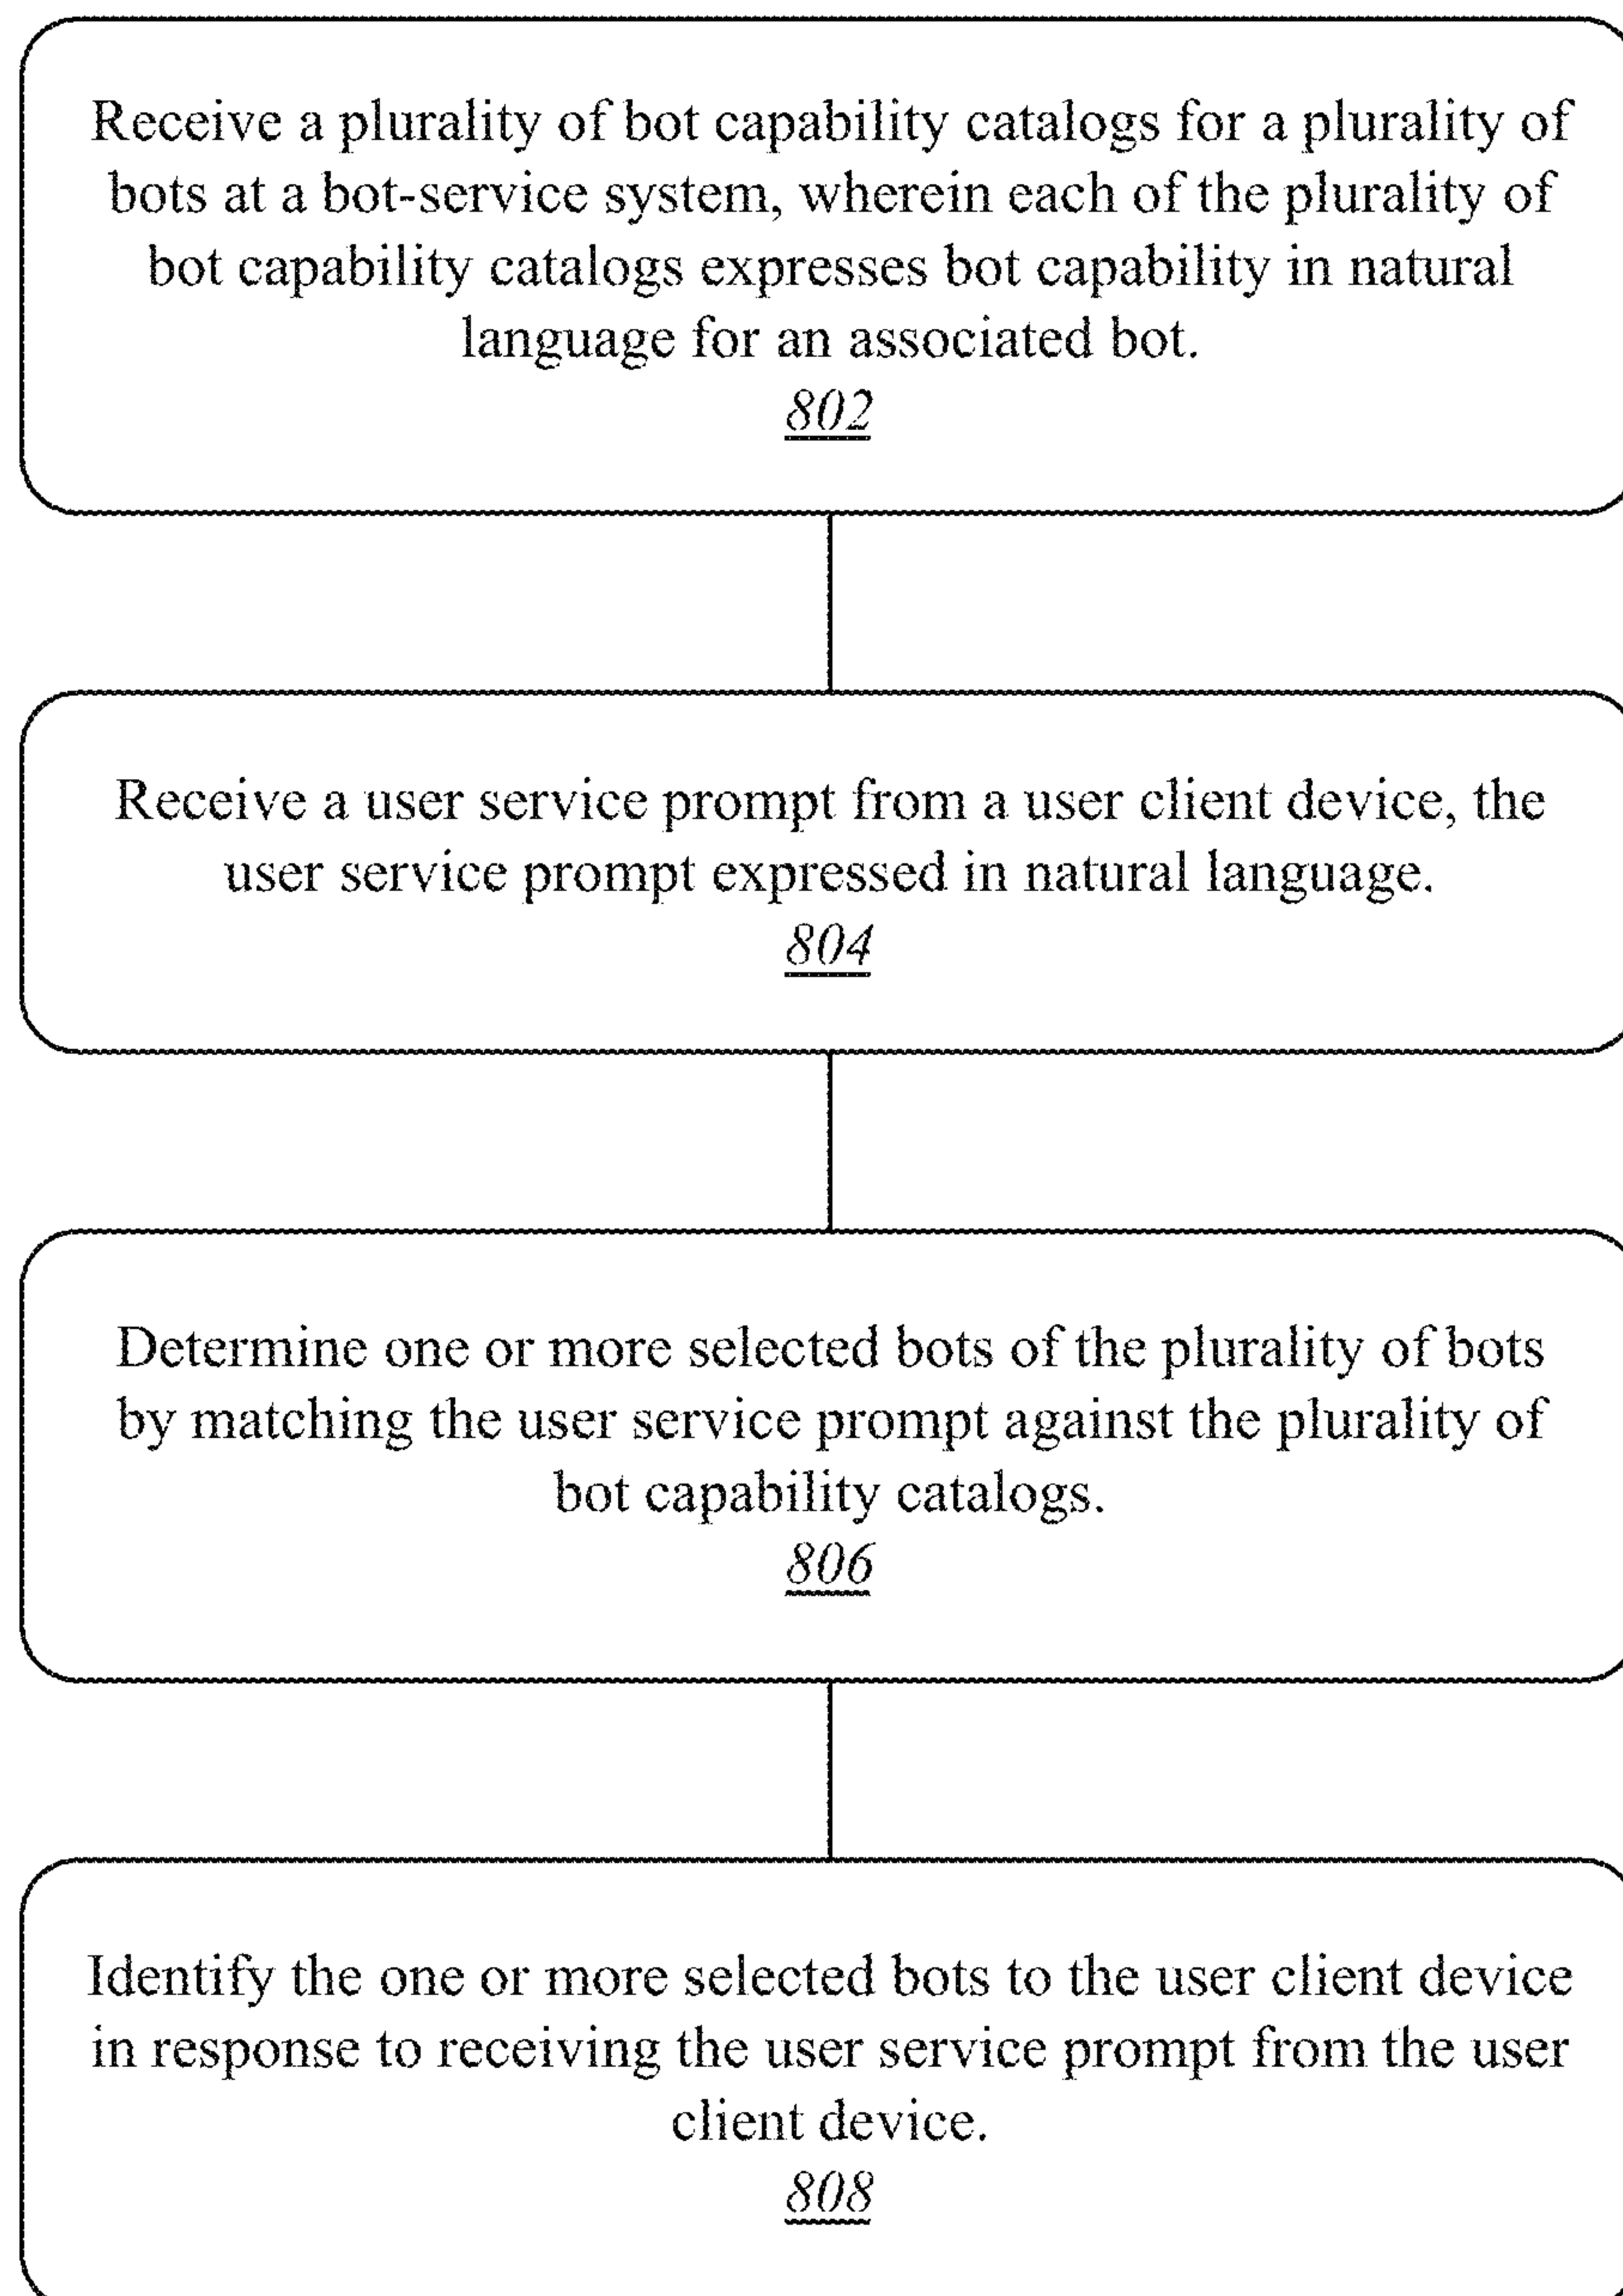 Receive a plurality of bot capability catalogs for a plurality of
bots at a bot-service system, wherein each of the plurality of
bot capability catalogs expresses bot capability in natural
language for an associated bot.
802
Receive a user service prompt from a user client device, the
user service prompt expressed in natural language.
804
Determine one or more selected bots of the plurality of bots
by matching the user service prompt against the plurality of
bot capability catalogs.
806
Identify the one or more selected bots to the user client device
in response to receiving the user service prompt from the user
client device.
808